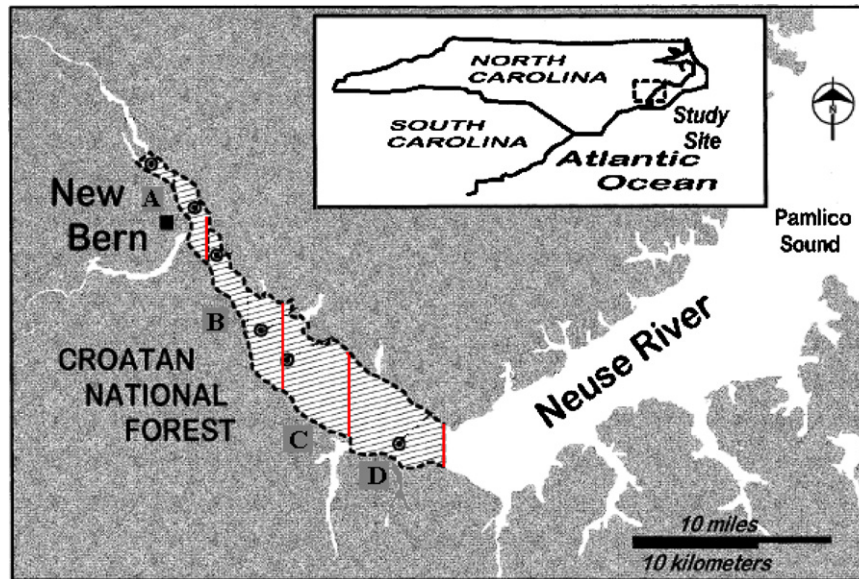 NORTH
CAROLINA
SOUTH
CAROLINA
Study
Site
Atlantic
Ocean
N
New
Bern
A
Pamlico
Sound
B
CROATAN
NATIONAL
FOREST
Neuse River
C
D
10 miles
10 kilometers